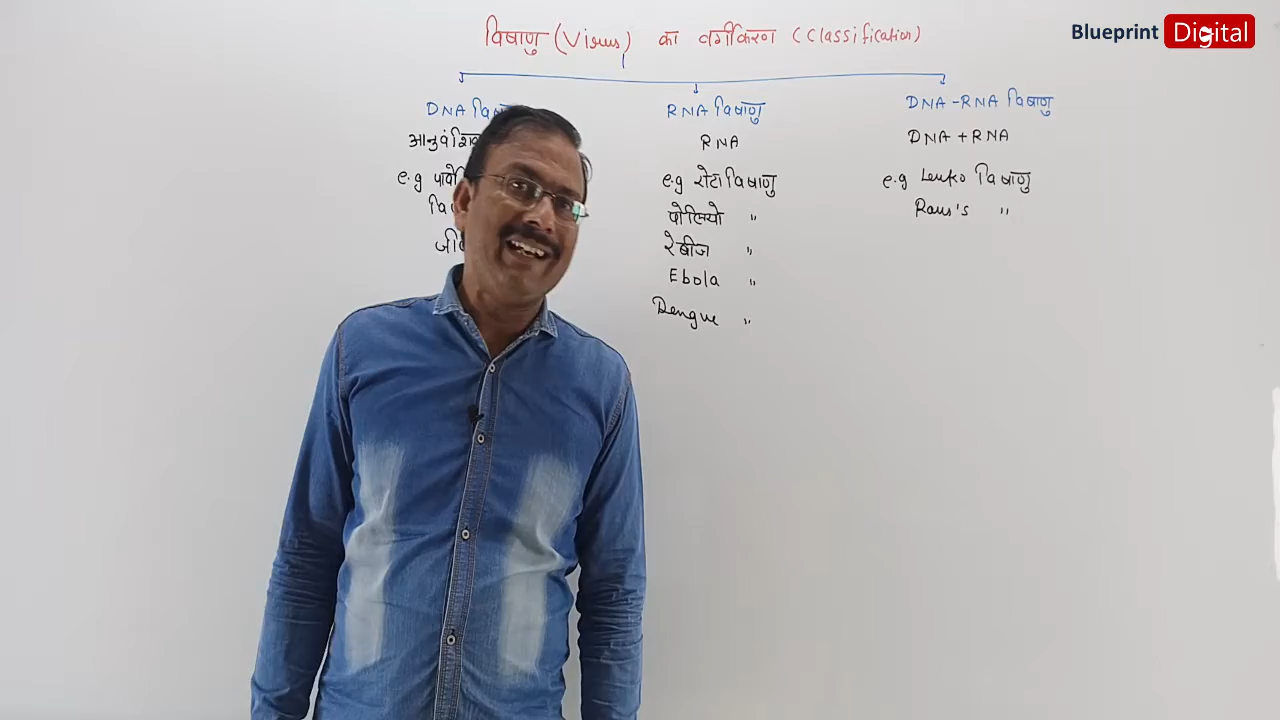 Blueprint Digital
विषाणु (Virus) का वर्गीकरण (Classification)
DNA RNA विषाणु DNA-RNA विषाणु
RNA DNA + RNA
e.g e.g रोटा विषाणु e.g Leuko विषाणु
पोलियो " Rous's "
रेबीज "
Ebola "
Dengue "